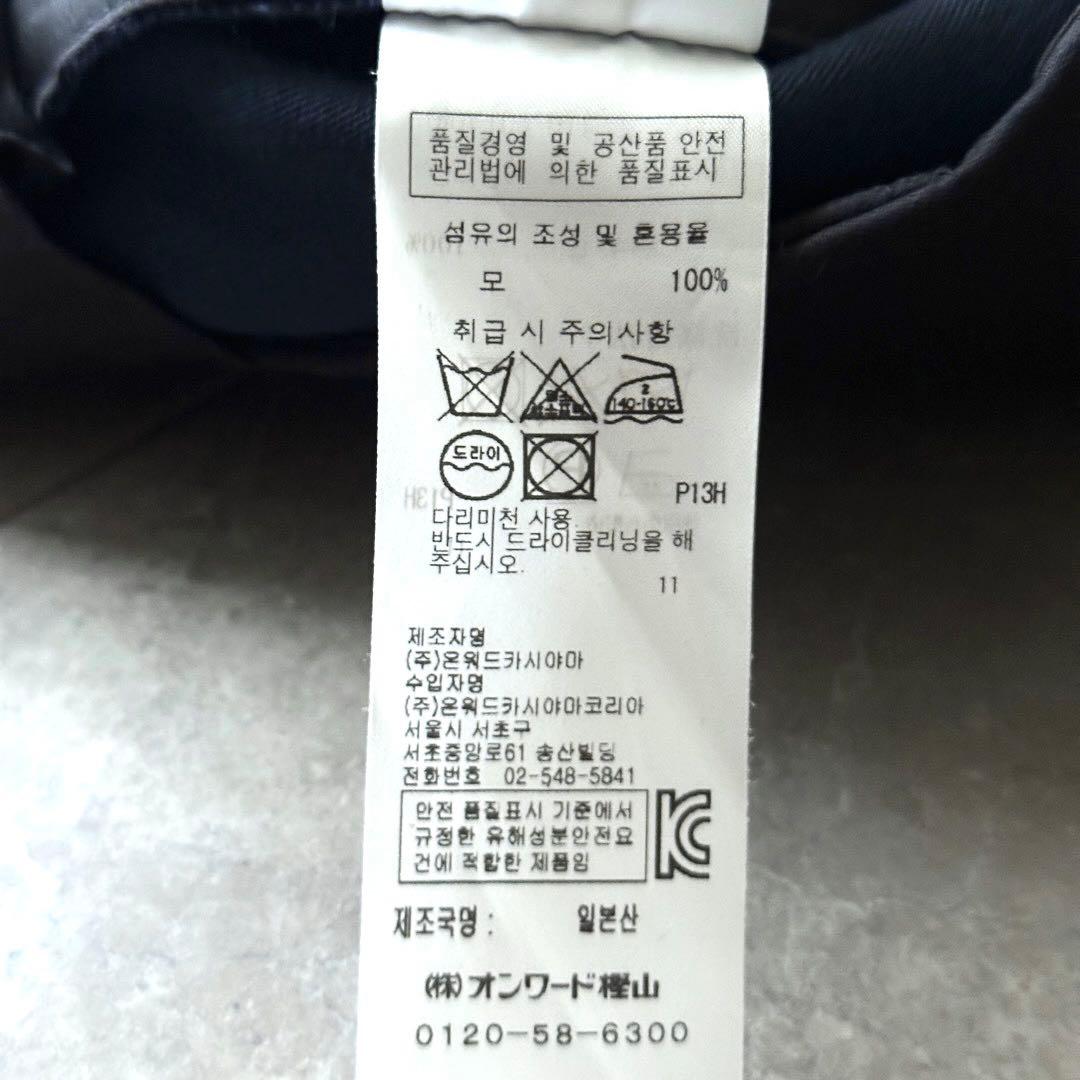 품질경영 및 공산품 안전
관리법에 의한 품질표시
섬유의 조성 및 혼용율
모 100%
취급 시 주의사항
2
140-160℃
드라이
P13H
다리미천 사용.
반드시 드라이클리닝을 해
주십시오.
11
제조자명
(주)온워드카시야마
수입자명
(주)온워드카시야마코리아
서울시 서초구
서초중앙로61 송산빌딩
전화번호 02-548-5841
안전 품질표시 기준에서
규정한 유해성분안전요
건에 적합한 제품임
제조국명 : 일본산
(株)オンワード樫山
0120-58-6300